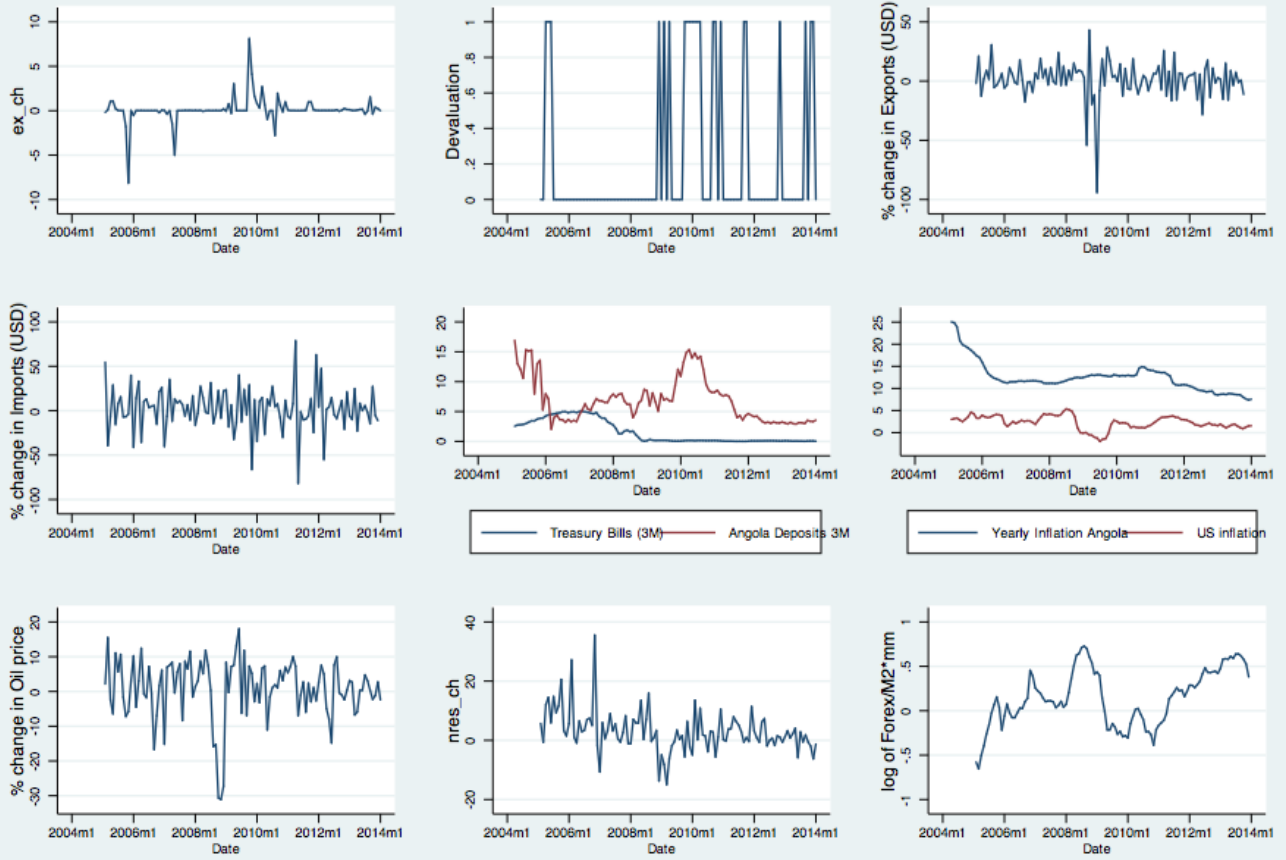 ex_ch
10
5
0
-5
-10
2004m1 2006m1 2008m1 2010m1 2012m1 2014m1
Date
Devaluation
1
.8
.6
.4
.2
0
2004m1 2006m1 2008m1 2010m1 2012m1 2014m1
Date
% change in Exports (USD)
50
0
-50
-100
2004m1 2006m1 2008m1 2010m1 2012m1 2014m1
Date
% change in Imports (USD)
100
50
0
-50
-100
2004m1 2006m1 2008m1 2010m1 2012m1 2014m1
Date
20
15
10
5
0
2004m1 2006m1 2008m1 2010m1 2012m1 2014m1
Date
Treasury Bills (3M) Angola Deposits 3M
25
20
15
10
5
0
2004m1 2006m1 2008m1 2010m1 2012m1 2014m1
Date
Yearly Inflation Angola US inflation
% change in Oil price
20
10
0
-10
-20
-30
2004m1 2006m1 2008m1 2010m1 2012m1 2014m1
Date
nres_ch
40
20
0
-20
2004m1 2006m1 2008m1 2010m1 2012m1 2014m1
Date
log of Forex/M2*mm
1
.5
0
-.5
-1
2004m1 2006m1 2008m1 2010m1 2012m1 2014m1
Date